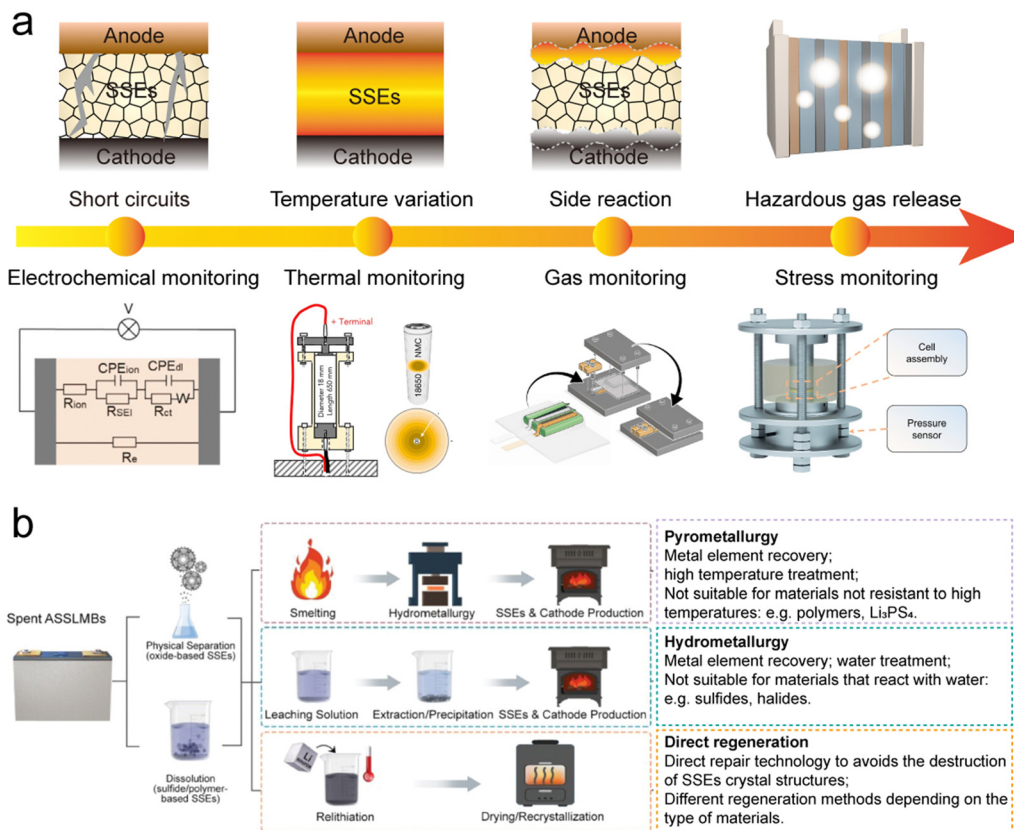 a
Anode
SSEs
Cathode
Anode
SSEs
Cathode
Anode
SSEs
Cathode
Short circuits
Temperature variation
Side reaction
Hazardous gas release
Electrochemical monitoring
Thermal monitoring
Gas monitoring
Stress monitoring
V
CPEion
CPEdl
Rion
RSEI
Rct
W
Re
+ Terminal
Diameter 18 mm
Length 650 mm
18650 NMC
Cell
assembly
Pressure
sensor
b
Spent ASSLMBs
Physical Separation
(oxide-based SSEs)
Dissolution
(sulfide/polymer-
based SSEs)
Smelting
Hydrometallurgy
SSEs & Cathode Production
Leaching Solution
Extraction/Precipitation
SSEs & Cathode Production
Li
Relithiation
Drying/Recrystallization
Pyrometallurgy
Metal element recovery;
high temperature treatment;
Not suitable for materials not resistant to high
temperatures: e.g. polymers, Li₃PS₄.
Hydrometallurgy
Metal element recovery; water treatment;
Not suitable for materials that react with water:
e.g. sulfides, halides.
Direct regeneration
Direct repair technology to avoids the destruction
of SSEs crystal structures;
Different regeneration methods depending on the
type of materials.